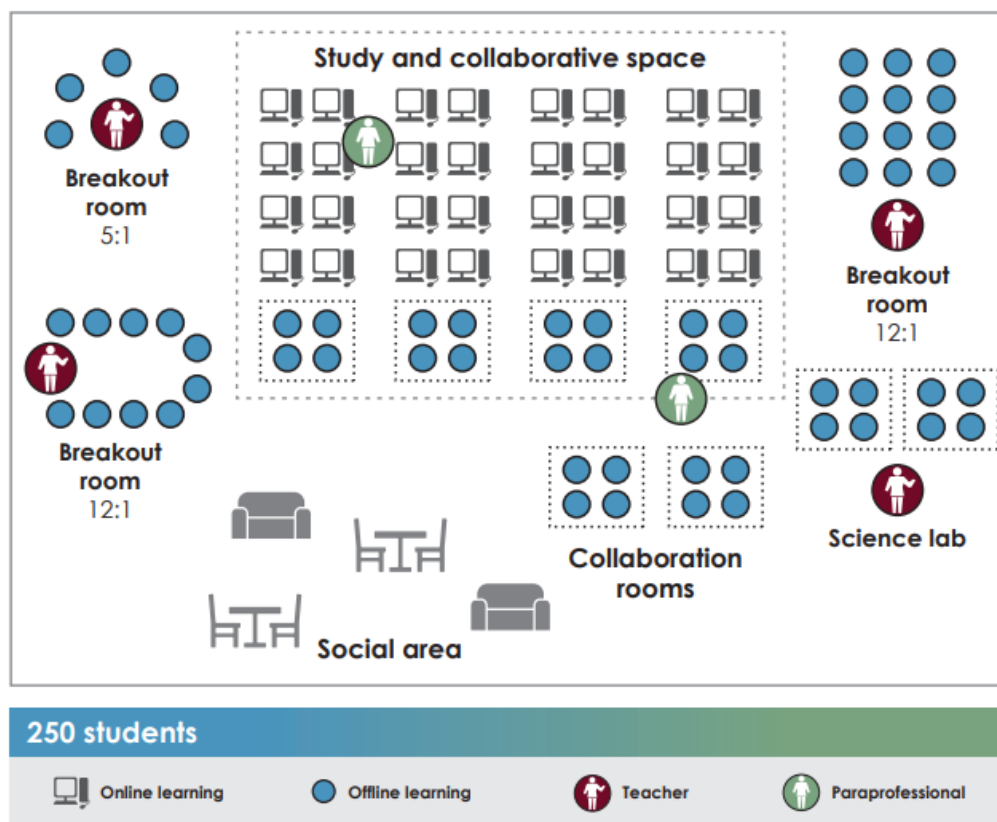 Study and collaborative space
Breakout
room
5:1
Breakout
room
12:1
Breakout
room
12:1
Science lab
Collaboration
rooms
Social area
250 students
Online learning
Offline learning
Teacher
Paraprofessional